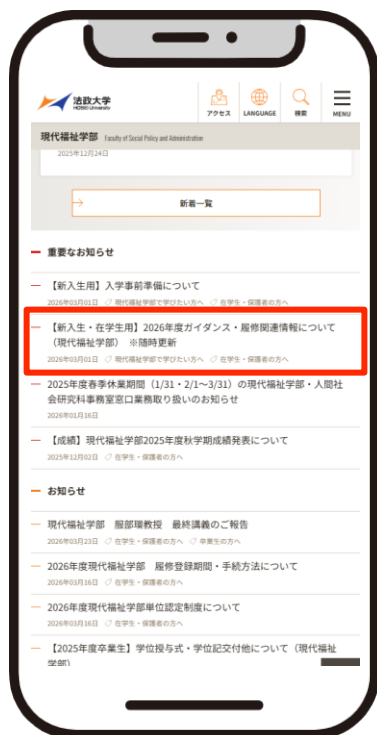 法政大学
HOSEI University
アクセス
LANGUAGE
検索
MENU
現代福祉学部 Faculty of Social Policy and Administration
2025年12月24日
新着一覧
重要なお知らせ
【新入生用】入学事前準備について
2026年03月01日 現代福祉学部で学びたい方へ 在学生・保護者の方へ
【新入生・在学生用】2026年度ガイダンス・履修関連情報について
（現代福祉学部） ※随時更新
2026年03月01日 現代福祉学部で学びたい方へ 在学生・保護者の方へ
2025年度春季休業期間（1/31・2/1～3/31）の現代福祉学部・人間社
会研究科事務室窓口業務取り扱いのお知らせ
2026年01月16日
【成績】現代福祉学部2025年度秋学期成績発表について
2025年12月02日 在学生・保護者の方へ
お知らせ
現代福祉学部 服部環教授 最終講義のご報告
2026年03月23日 在学生・保護者の方へ 卒業生の方へ
2026年度現代福祉学部 履修登録期間・手続方法について
2026年03月16日 在学生・保護者の方へ
2026年度現代福祉学部単位認定制度について
2026年03月16日 在学生・保護者の方へ
【2025年度卒業生】学位授与式・学位記交付他について（現代福祉
学部）